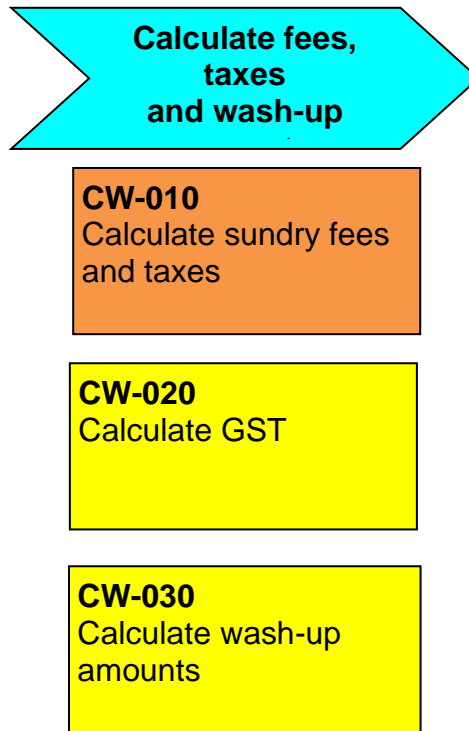 Calculate fees,
taxes
and wash-up
CW-010
Calculate sundry fees
and taxes
CW-020
Calculate GST
CW-030
Calculate wash-up
amounts